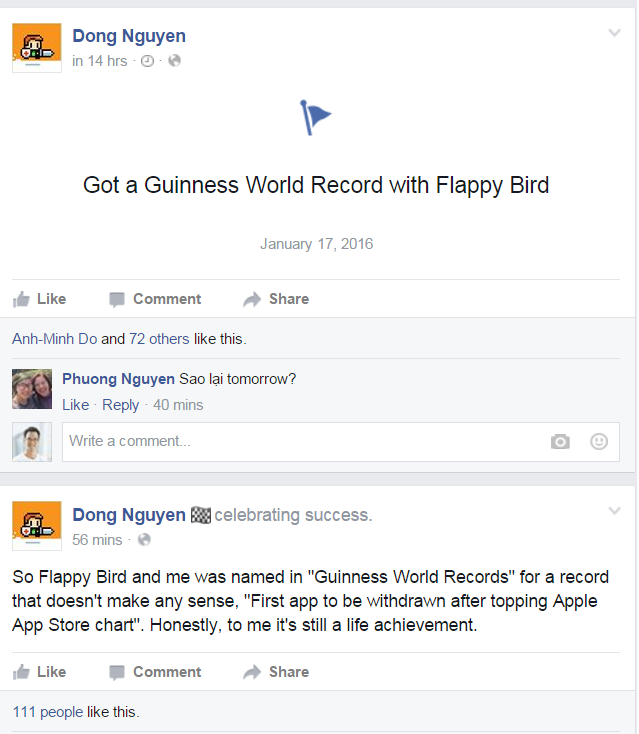 Dong Nguyen
in 14 hrs · ·
Got a Guinness World Record with Flappy Bird
January 17, 2016
Like Comment Share
Anh-Minh Do and 72 others like this.
Phuong Nguyen Sao lại tomorrow?
Like · Reply · 40 mins
Write a comment...
Dong Nguyen celebrating success.
56 mins ·
So Flappy Bird and me was named in "Guinness World Records" for a record
that doesn't make any sense, "First app to be withdrawn after topping Apple
App Store chart". Honestly, to me it's still a life achievement.
Like Comment Share
111 people like this.